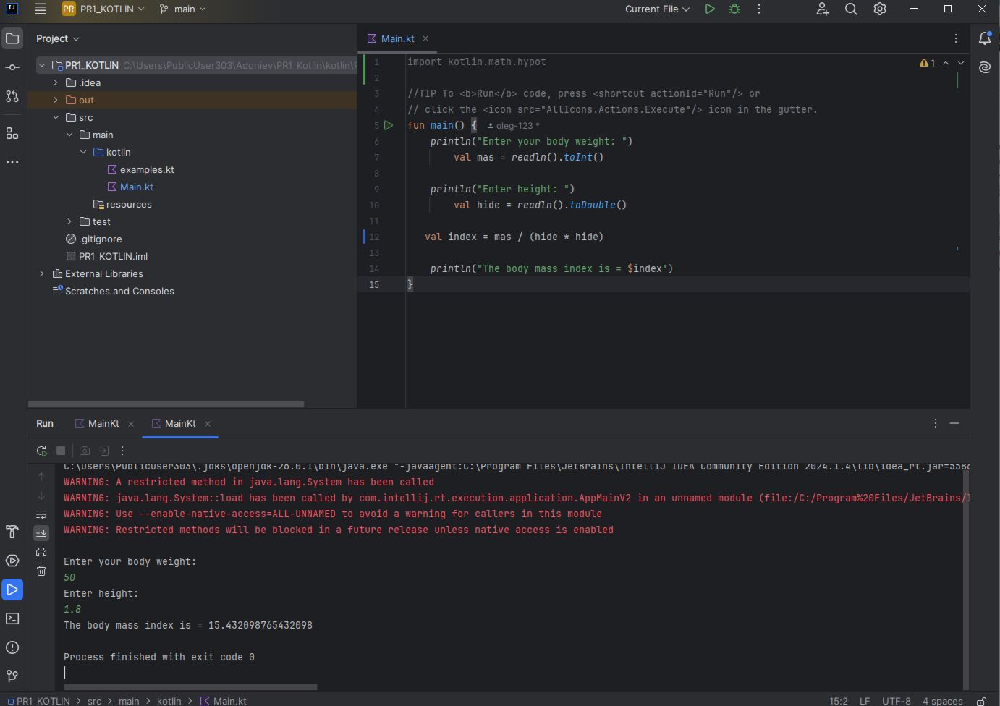 PR PR1_KOTLIN main Current File
Project
PR1_KOTLIN C:\Users\PublicUser303\Adoniev\PR1_Kotlin\kotlin\
.idea
out
src
main
kotlin
examples.kt
Main.kt
resources
test
.gitignore
PR1_KOTLIN.iml
External Libraries
Scratches and Consoles
Main.kt
1 import kotlin.math.hypot
1
2
3 //TIP To <b>Run</b> code, press <shortcut actionId="Run"/> or
4 // click the <icon src="AllIcons.Actions.Execute"/> icon in the gutter.
5 fun main() { oleg-123 *
6 println("Enter your body weight: ")
7 val mas = readln().toInt()
8
9 println("Enter height: ")
10 val hide = readln().toDouble()
11
12 val index = mas / (hide * hide)
13
14 println("The body mass index is = $index")
15 }
Run MainKt MainKt
C:\Users\PublicUser303\.jdks\openjdk-26.0.1\bin\java.exe "-javaagent:C:\Program Files\JetBrains\IntelliJ IDEA Community Edition 2024.1.4\lib\idea_rt.jar=5586
WARNING: A restricted method in java.lang.System has been called
WARNING: java.lang.System::load has been called by com.intellij.rt.execution.application.AppMainV2 in an unnamed module (file:/C:/Program%20Files/JetBrains/
WARNING: Use --enable-native-access=ALL-UNNAMED to avoid a warning for callers in this module
WARNING: Restricted methods will be blocked in a future release unless native access is enabled
Enter your body weight:
50
Enter height:
1.8
The body mass index is = 15.432098765432098
Process finished with exit code 0
PR1_KOTLIN > src > main > kotlin > Main.kt 15:2 LF UTF-8 4 spaces